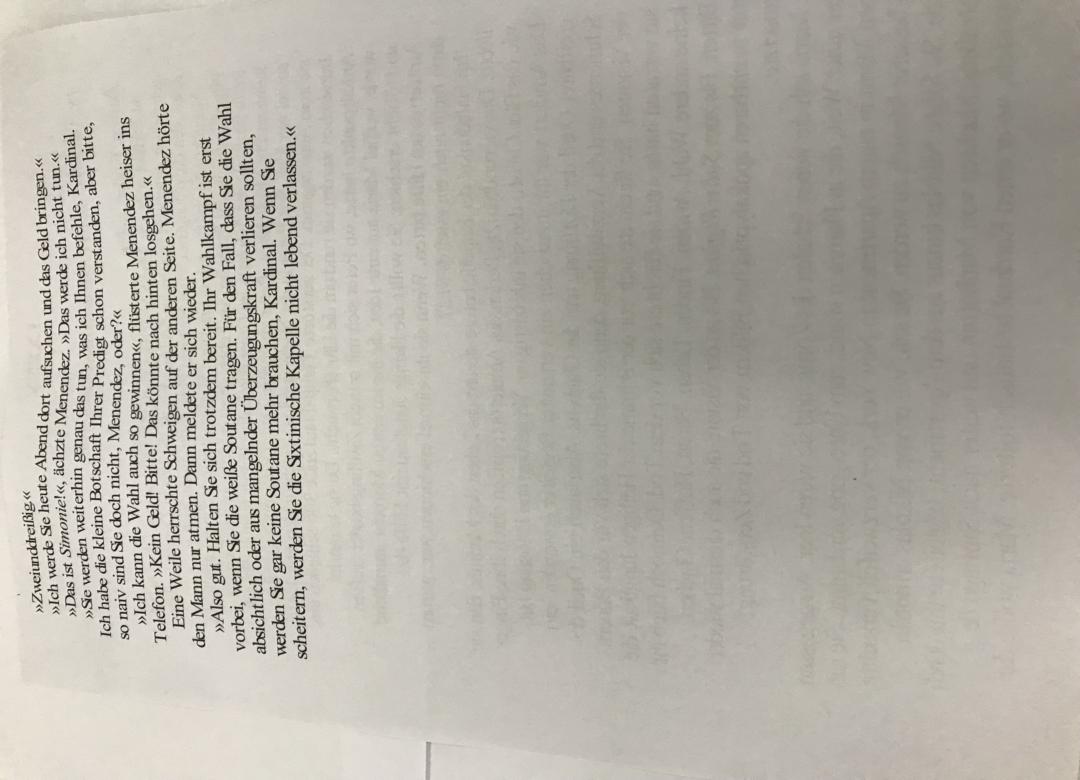 »Zweiunddreißig.«
»Ich werde Sie heute Abend dort aufsuchen und das Geld bringen.«
»Das ist Simonie!«, ächzte Menendez. »Das werde ich nicht tun.«
»Sie werden weiterhin genau das tun, was ich Ihnen befehle, Kardinal.
Ich habe die kleine Botschaft Ihrer Predigt schon verstanden, aber bitte,
so naiv sind Sie doch nicht, Menendez, oder?«
»Ich kann die Wahl auch so gewinnen«, flüsterte Menendez heiser ins
Telefon. »Kein Geld! Bitte! Das könnte nach hinten losgehen.«
Eine Weile herrschte Schweigen auf der anderen Seite. Menendez hörte
den Mann nur atmen. Dann meldete er sich wieder.
»Also gut. Halten Sie sich trotzdem bereit. Ihr Wahlkampf ist erst
vorbei, wenn Sie die weiße Soutane tragen. Für den Fall, dass Sie die Wahl
absichtlich oder aus mangelnder Überzeugungskraft verlieren sollten,
werden Sie gar keine Soutane mehr brauchen, Kardinal. Wenn Sie
scheitern, werden Sie die Sixtinische Kapelle nicht lebend verlassen.«